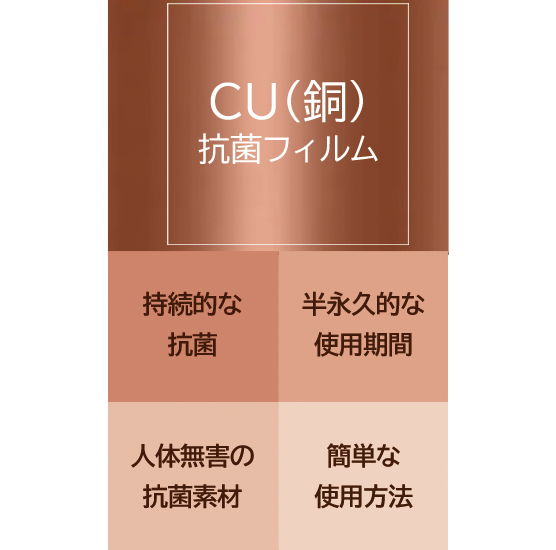 CU（銅）
抗菌フィルム
持続的な
抗菌
半永久的な
使用期間
人体無害の
抗菌素材
簡単な
使用方法